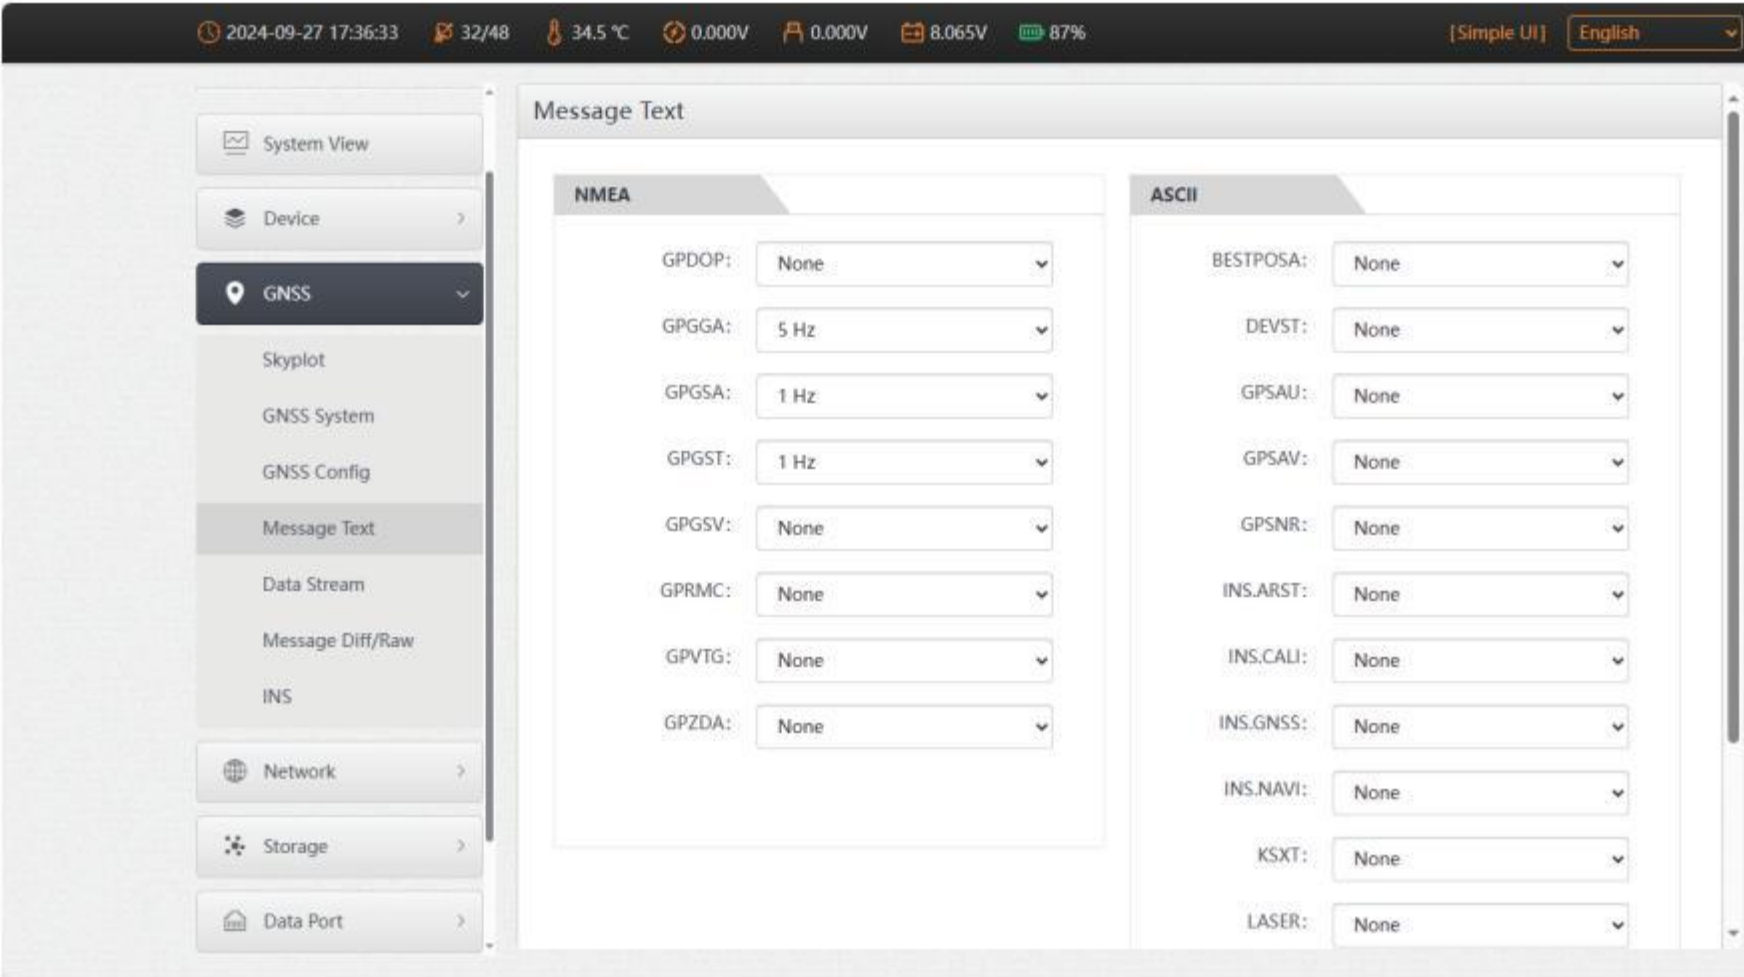 2024-09-27 17:36:33 32/48 34.5 ℃ 0.000V 0.000V 8.065V 87% [Simple UI] English
System View
Device
GNSS
Skyplot
GNSS System
GNSS Config
Message Text
Data Stream
Message Diff/Raw
INS
Network
Storage
Data Port
Message Text
NMEA
GPDOP: None
GPGGA: 5 Hz
GPGSA: 1 Hz
GPGST: 1 Hz
GPGSV: None
GPRMC: None
GPVTG: None
GPZDA: None
ASCII
BESTPOSA: None
DEVST: None
GPSAU: None
GPSAV: None
GPSNR: None
INS.ARST: None
INS.CALI: None
INS.GNSS: None
INS.NAVI: None
KSXT: None
LASER: None